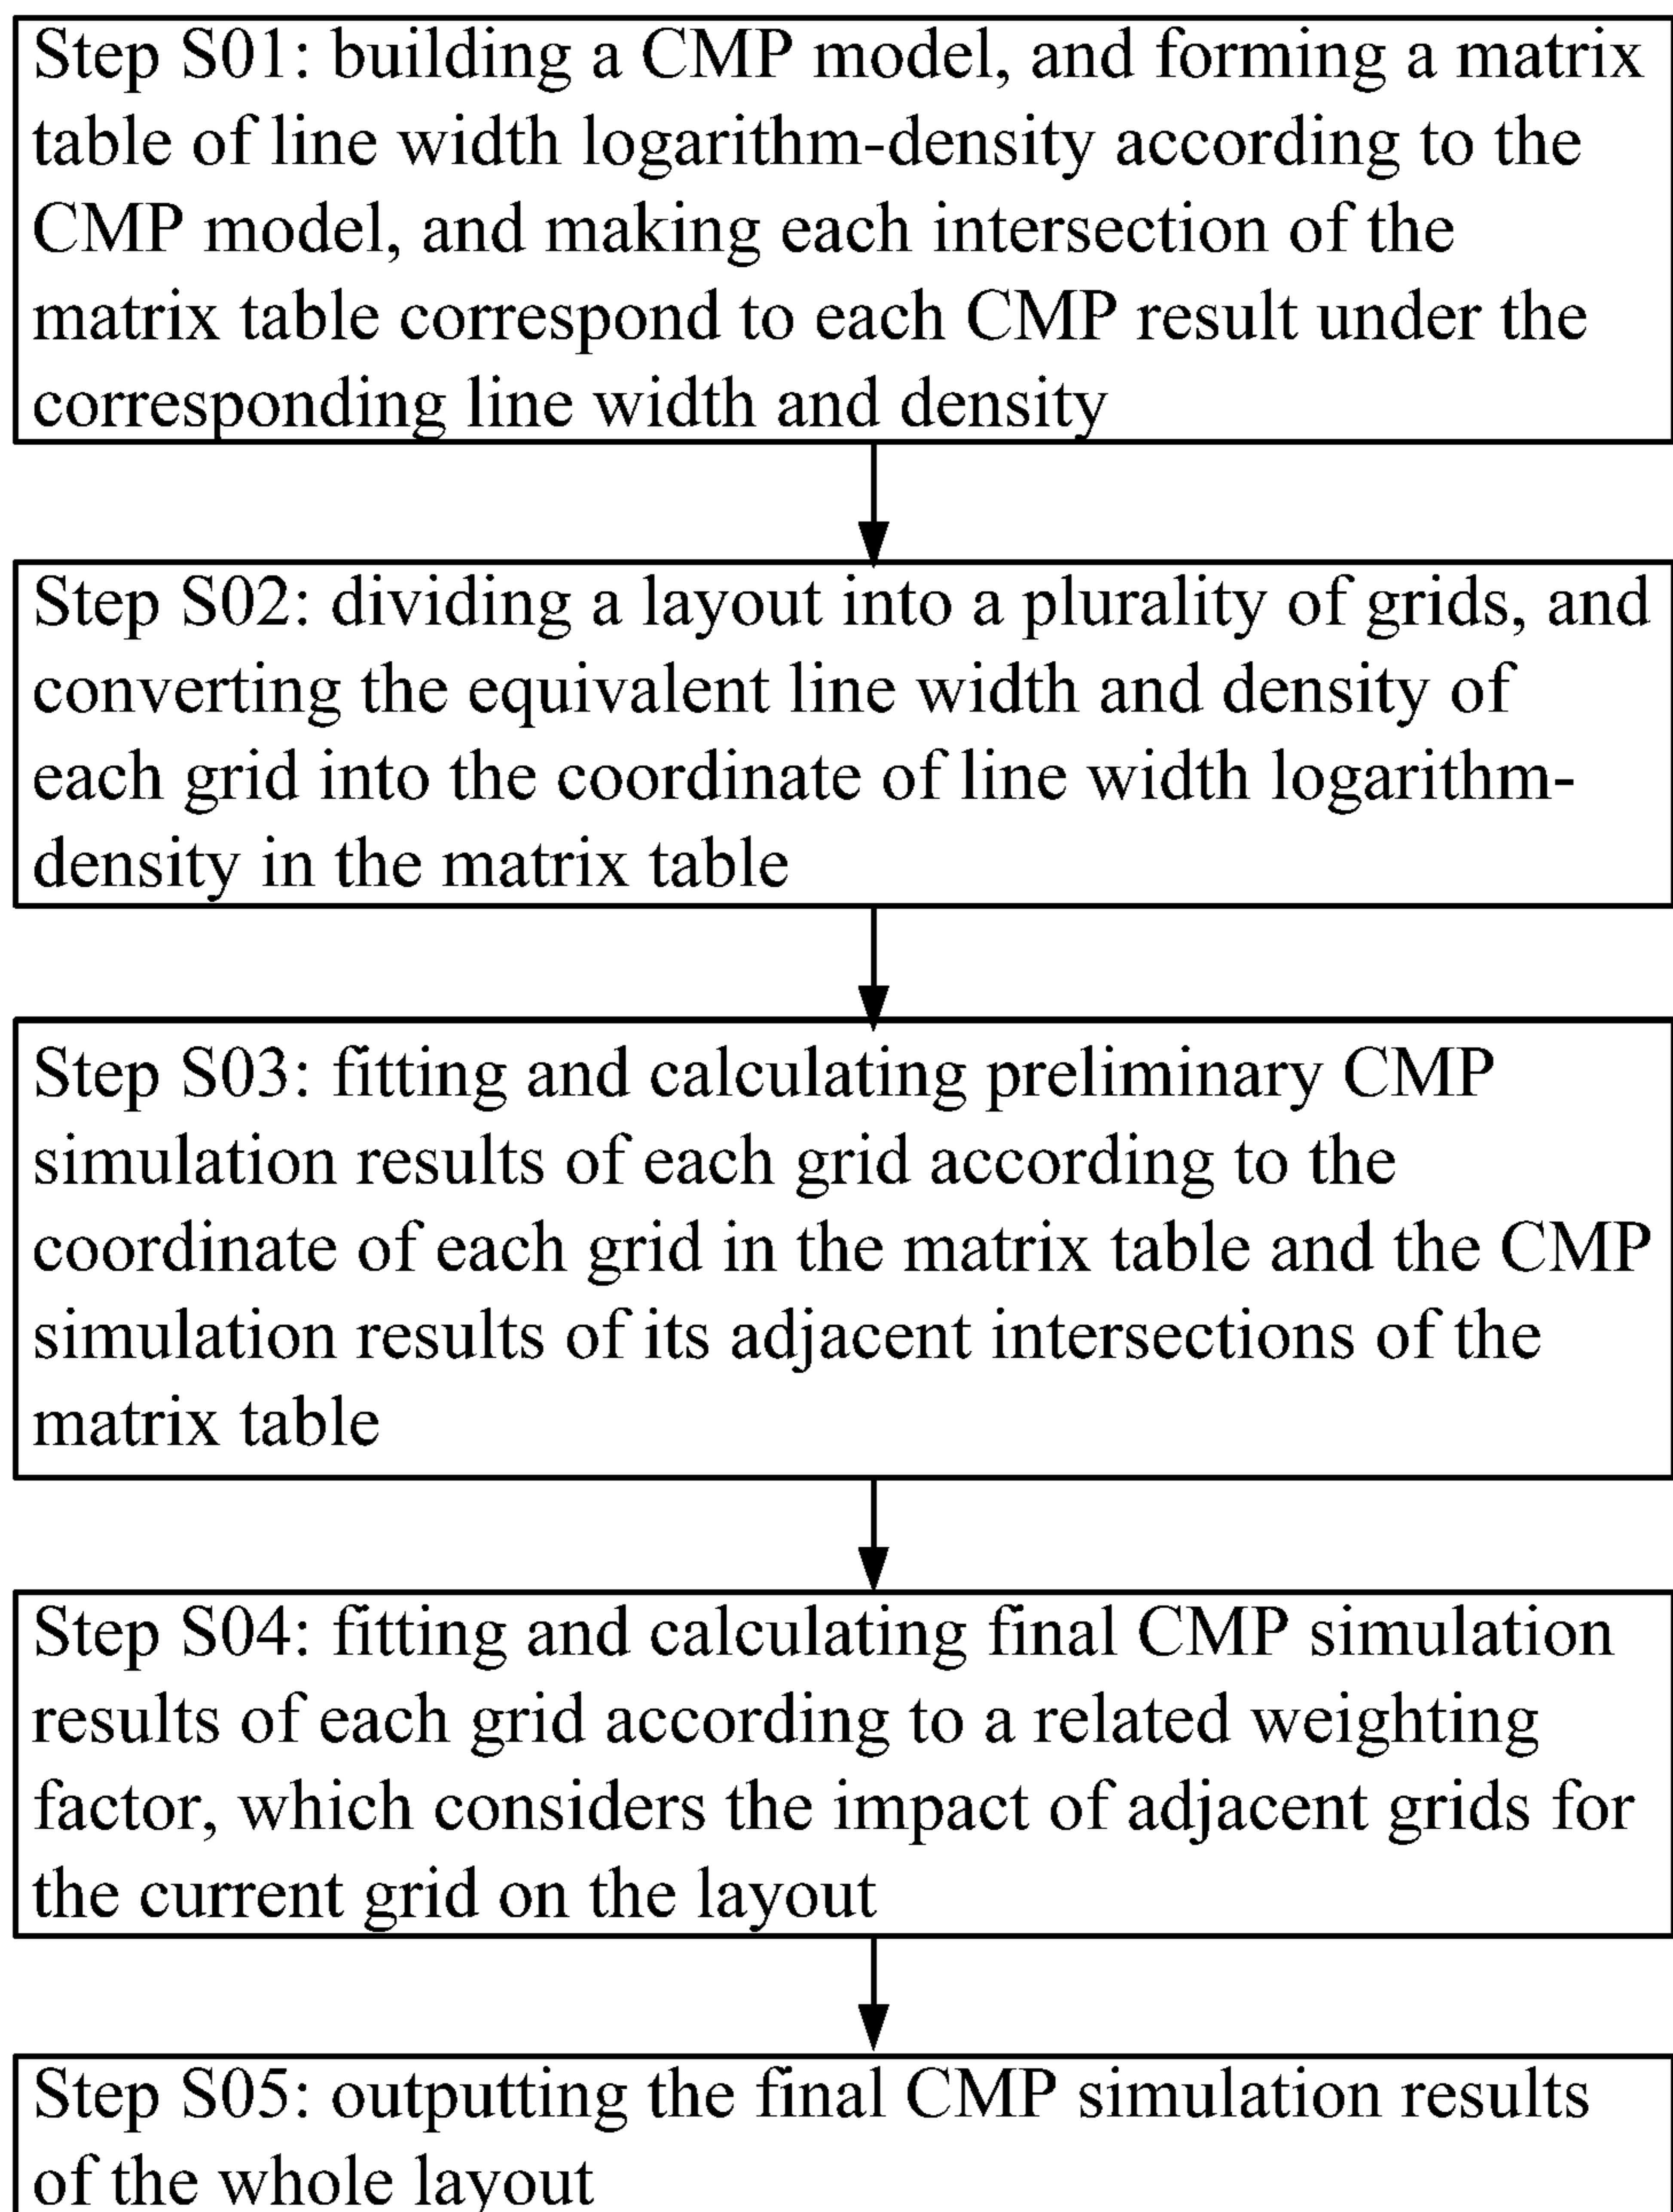 Step S01: building a CMP model, and forming a matrix
table of line width logarithm-density according to the
CMP model, and making each intersection of the
matrix table correspond to each CMP result under the
corresponding line width and density
Step S02: dividing a layout into a plurality of grids, and
converting the equivalent line width and density of
each grid into the coordinate of line width logarithm-
density in the matrix table
Step S03: fitting and calculating preliminary CMP
simulation results of each grid according to the
coordinate of each grid in the matrix table and the CMP
simulation results of its adjacent intersections of the
matrix table
Step S04: fitting and calculating final CMP simulation
results of each grid according to a related weighting
factor, which considers the impact of adjacent grids for
the current grid on the layout
Step S05: outputting the final CMP simulation results
of the whole layout